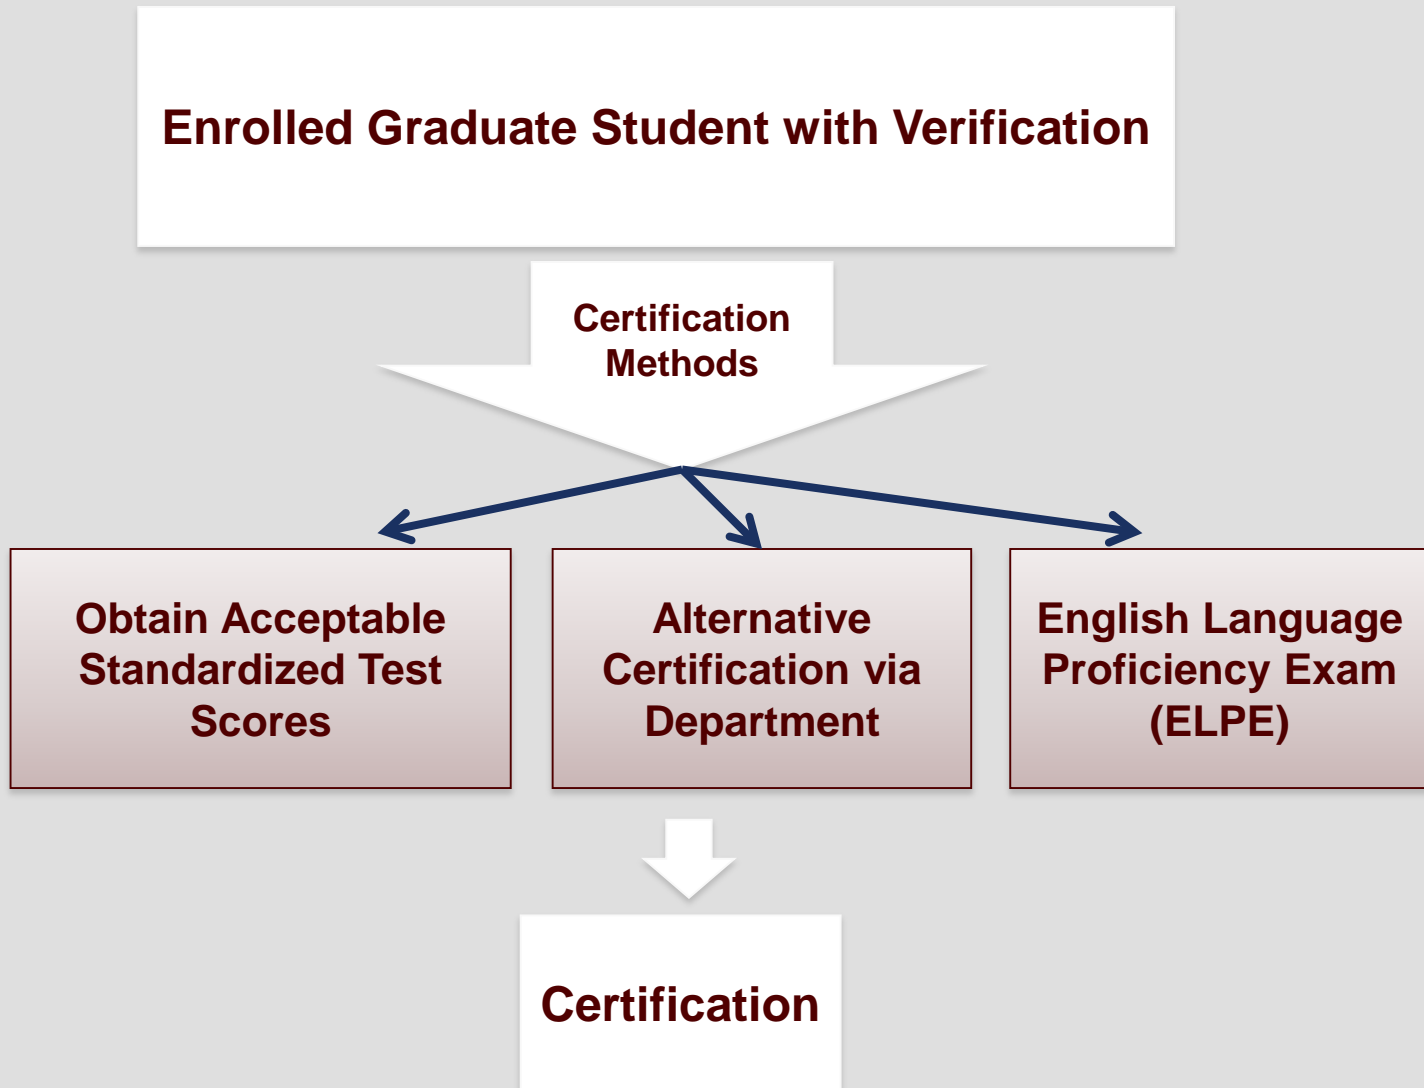 Enrolled Graduate Student with Verification
Certification
Methods
Obtain Acceptable
Standardized Test
Scores
Alternative
Certification via
Department
English Language
Proficiency Exam
(ELPE)
Certification